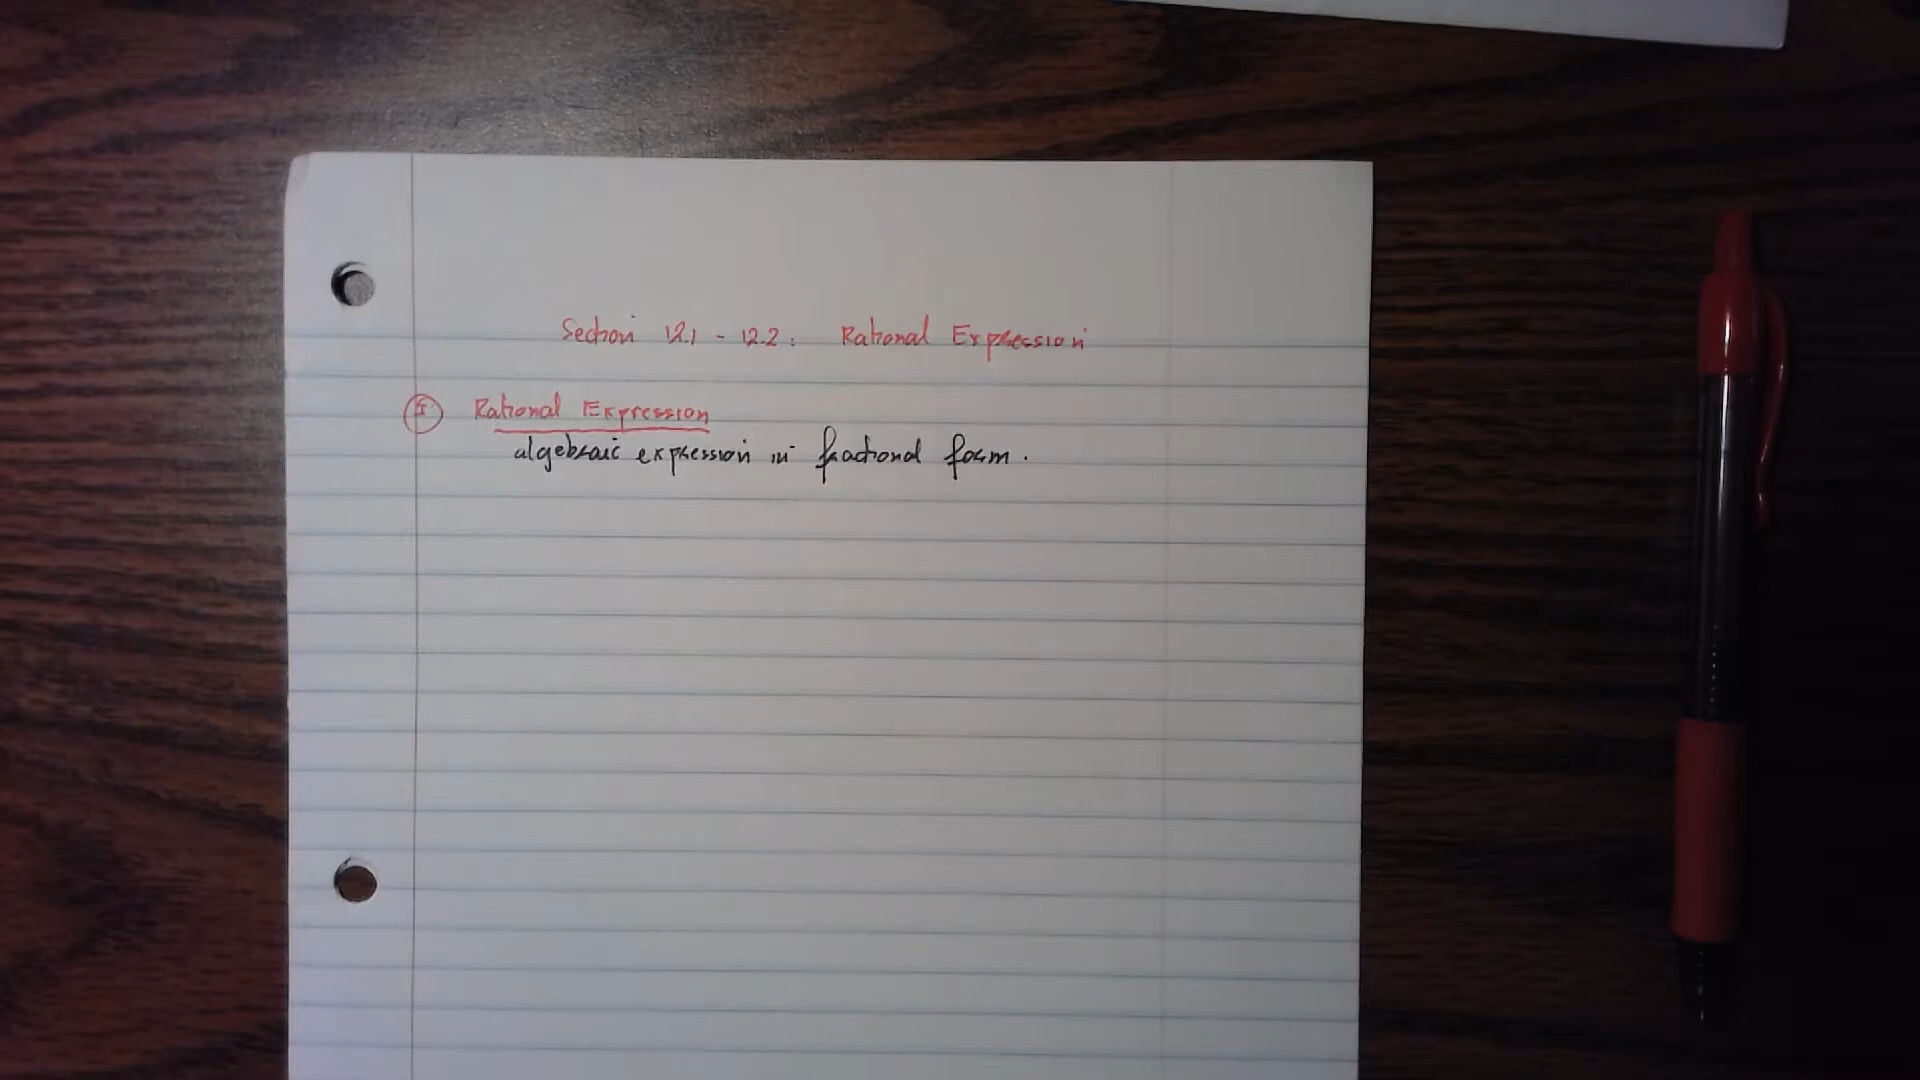 Section 12.1 - 12.2: Rational Expression
I. Rational Expression
algebraic expression in fractional form.